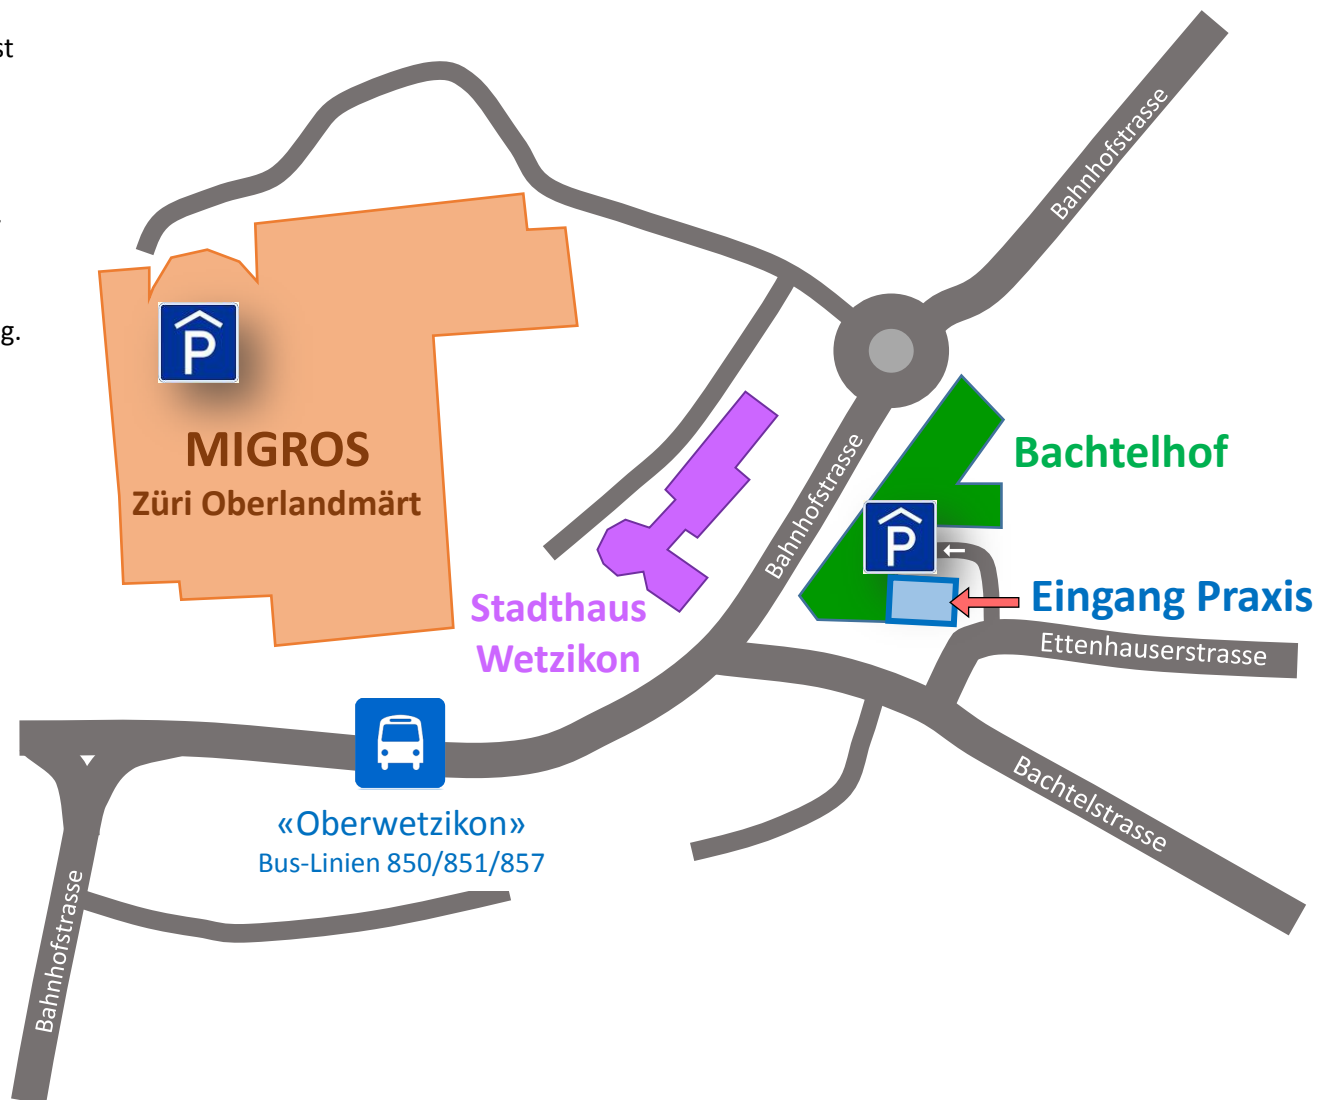 st
g.
Bahnhofstrasse
P
MIGROS
Züri Oberlandmärt
Bachtelhof
Bahnhofstrasse
P
Eingang Praxis
Stadthaus
Wetzikon
Ettenhauserstrasse
«Oberwetzikon»
Bus-Linien 850/851/857
Bachtelstrasse
Bahnhofstrasse